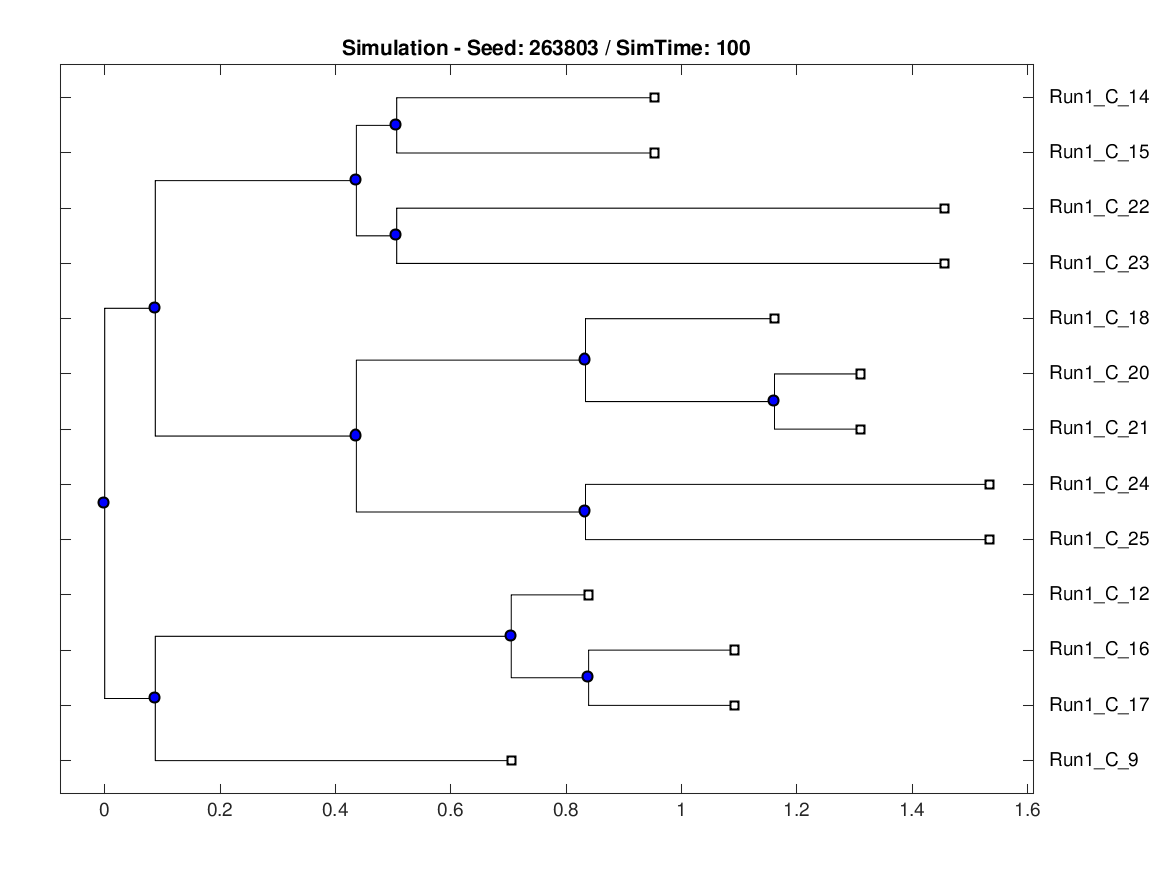 Simulation - Seed: 263803 / SimTime: 100
Run1_C_14
Run1_C_15
Run1_C_22
Run1_C_23
Run1_C_18
Run1_C_20
Run1_C_21
Run1_C_24
Run1_C_25
Run1_C_12
Run1_C_16
Run1_C_17
Run1_C_9
0 0.2 0.4 0.6 0.8 1 1.2 1.4 1.6